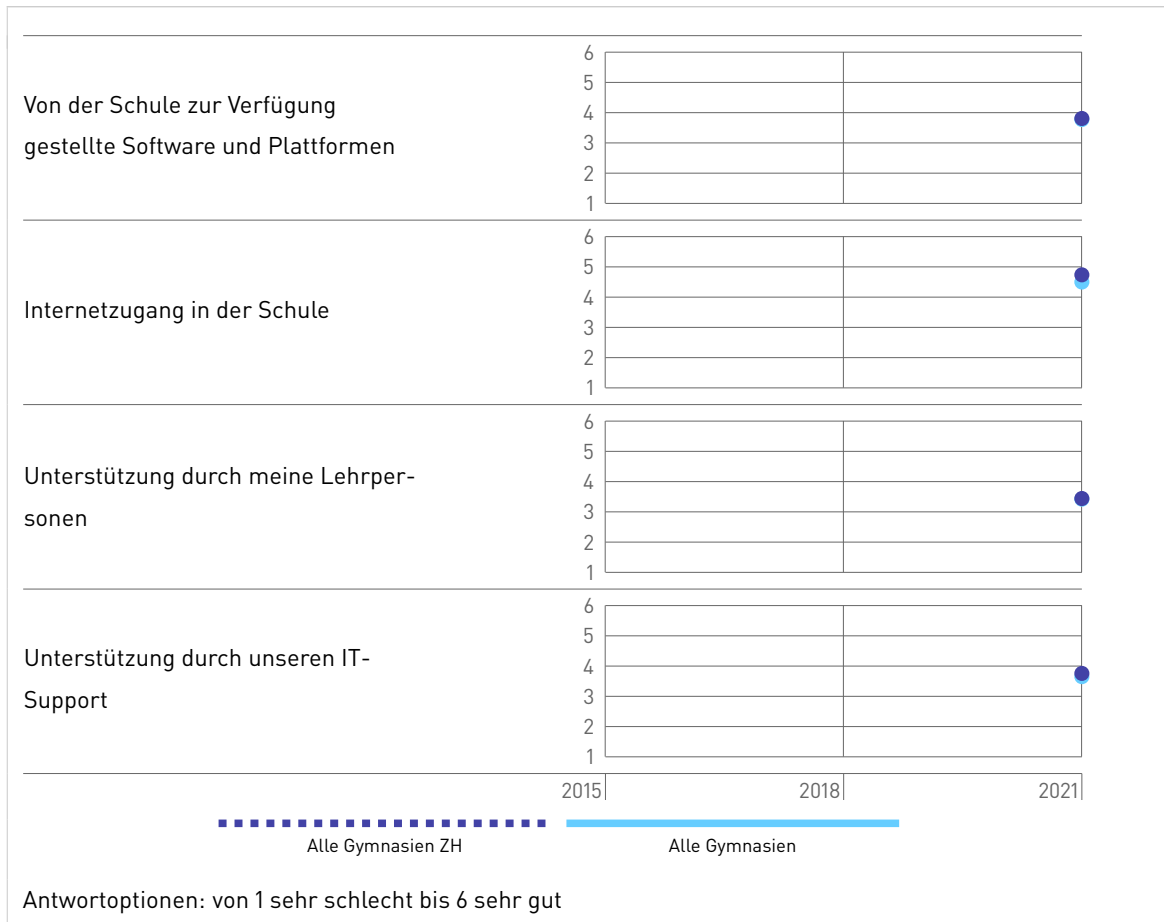 6
5
Von der Schule zur Verfügung
4
gestellte Software und Plattformen
3
2
1
6
5
4
Internetzugang in der Schule
3
2
1
6
5
Unterstützung durch meine Lehrper-
4
sonen
3
2
1
6
5
Unterstützung durch unseren IT-
4
Support
3
2
1
2015 2018 2021
Alle Gymnasien ZH Alle Gymnasien
Antwortoptionen: von 1 sehr schlecht bis 6 sehr gut